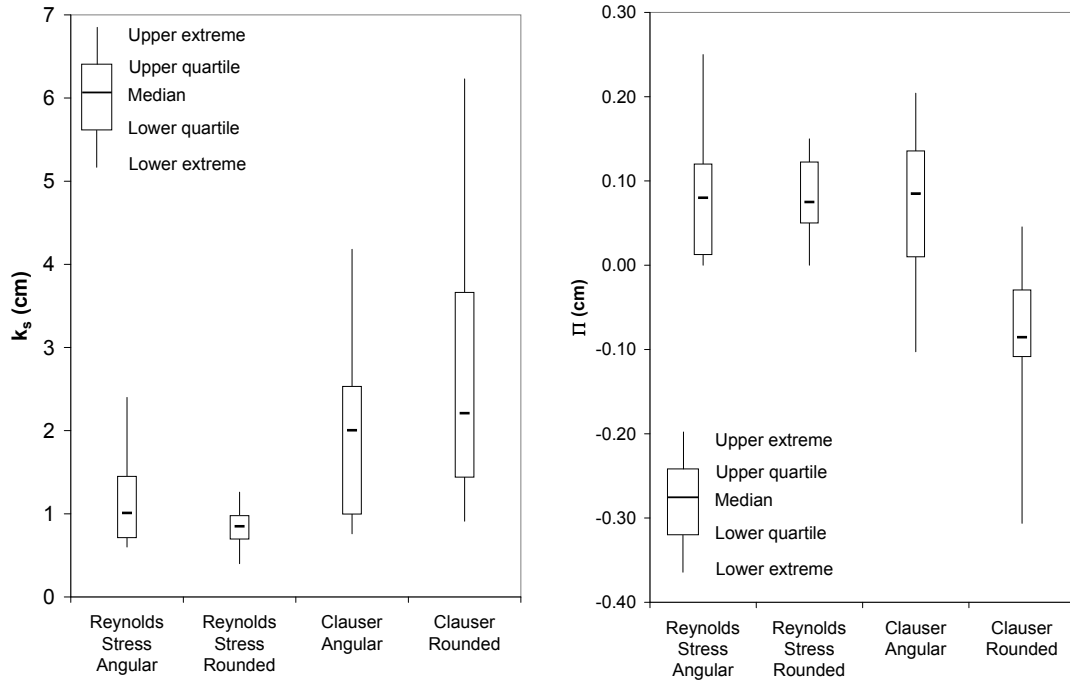 7
6
5
4
3
2
1
0
k_s (cm)
Upper extreme
Upper quartile
Median
Lower quartile
Lower extreme
Reynolds
Stress
Angular
Reynolds
Stress
Rounded
Clauser
Angular
Clauser
Rounded
0.30
0.20
0.10
0.00
-0.10
-0.20
-0.30
-0.40
Π (cm)
Upper extreme
Upper quartile
Median
Lower quartile
Lower extreme
Reynolds
Stress
Angular
Reynolds
Stress
Rounded
Clauser
Angular
Clauser
Rounded